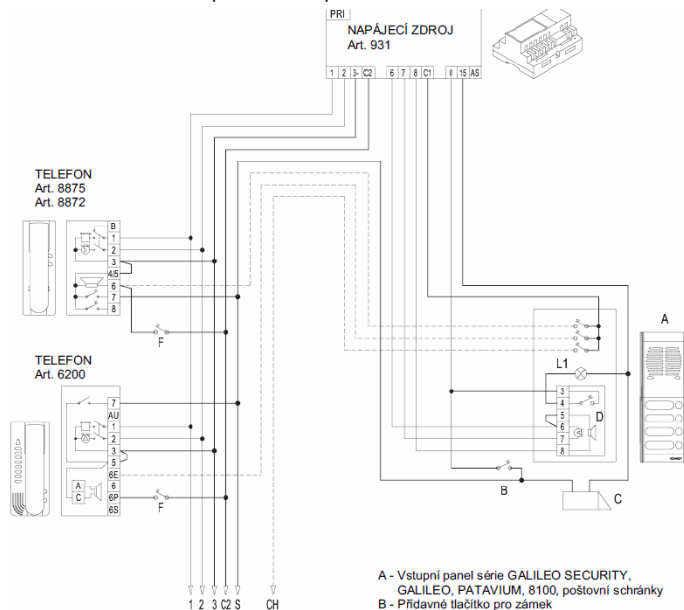 PRI
NAPÁJECÍ ZDROJ
Art. 931
1 2 3- C2 6 7 8 C1 0 15 AS
TELEFON
Art. 8875
Art. 8872
B
1
2
3
4/5
6
7
8
F
TELEFON
Art. 6200
7
AU
1
2
3
5
6E
6
6P
6S
A
C
F
L1
3
4
5
6
7
8
D
A
B
C
1 2 3 C2 S CH
A - Vstupní panel série GALILEO SECURITY,
GALILEO, PATAVIUM, 8100, poštovní schránky
B - Přídavné tlačítko pro zámek